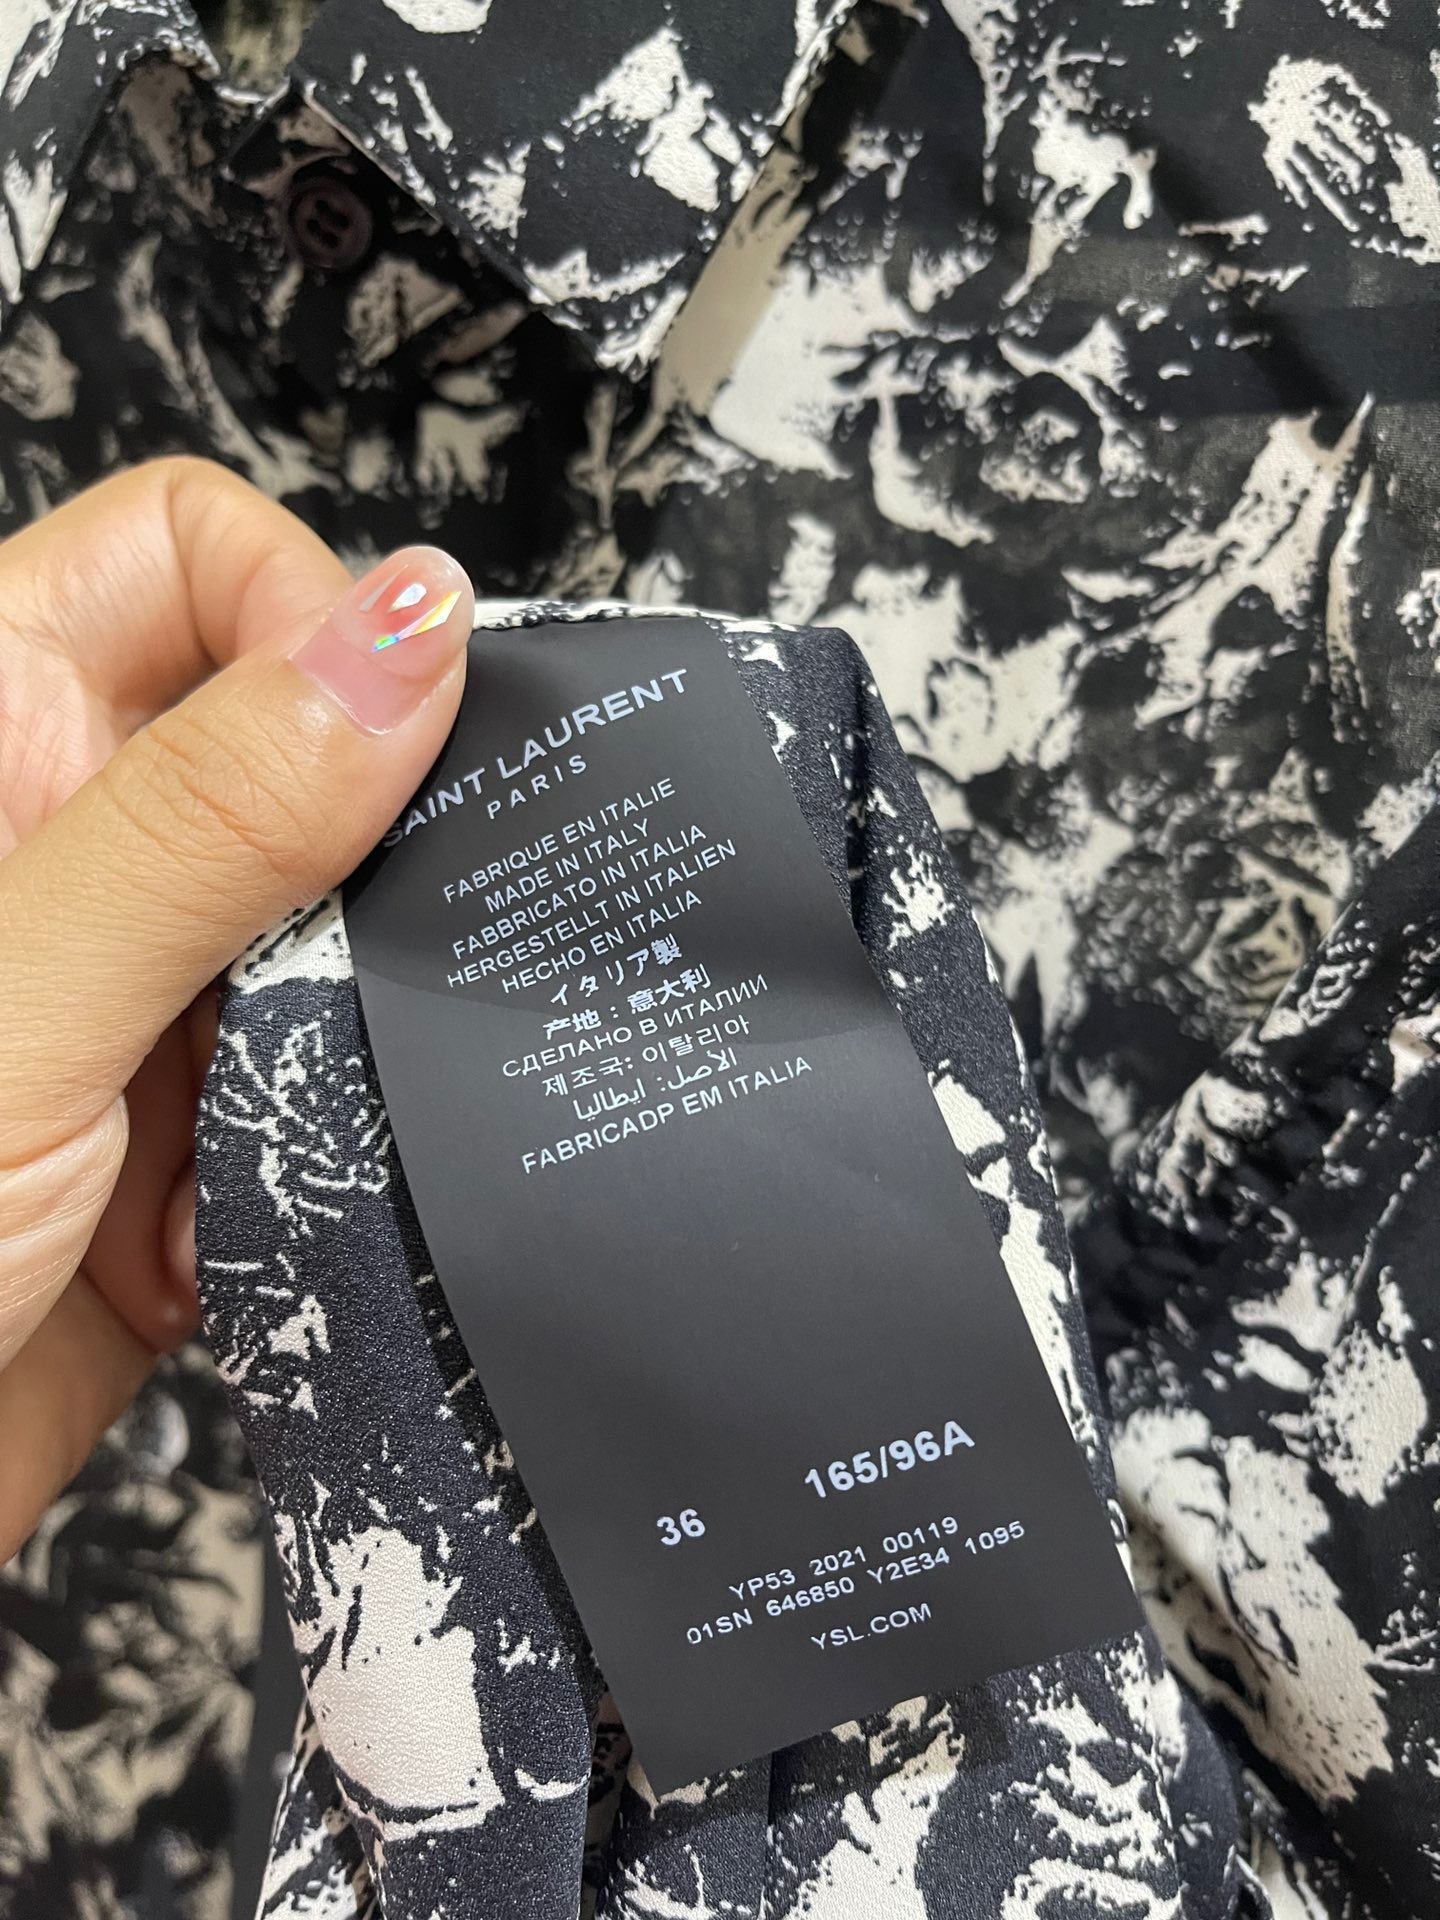 SAINT LAURENT
PARIS
FABRIQUE EN ITALIE
MADE IN ITALY
FABBRICATO IN ITALIA
HERGESTELLT IN ITALIEN
HECHO EN ITALIA
イタリア製
产地：意大利
СДЕЛАНО В ИТАЛИИ
제조국: 이탈리아
الأصل: ايطاليا
FABRICADP EM ITALIA
36 165/96A
YP53 2021 00119
01SN 646850 Y2E34 1095
YSL.COM